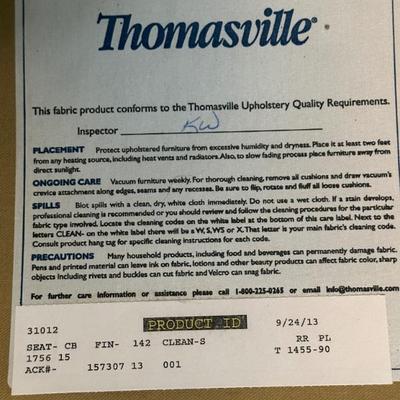 Thomasville®
This fabric product conforms to the Thomasville Upholstery Quality Requirements.
Inspector KW
PLACEMENT Protect upholstered furniture from excessive humidity and dryness. Place it at least two feet
from any heating source, including heat vents and radiators. Also, to slow fading process place furniture away from
direct sunlight.
ONGOING CARE Vacuum furniture weekly. For thorough cleaning, remove all cushions and draw vacuum's
crevice attachment along edges, seams and any recesses. Be sure to flip, rotate and fluff all loose cushions.
SPILLS Blot spills with a clean, dry, white cloth immediately. Do not use a wet cloth. If a stain develops,
professional cleaning is recommended or you should review and follow the cleaning procedures for the particular
fabric type involved. Locate the cleaning codes on the white label at the bottom of this care label. Next to the
letters CLEAN- on the white label there will be a W, S, WS or X. That letter is your main fabric's cleaning code.
Consult product hang tag for specific cleaning instructions for each code.
PRECAUTIONS Many household products, including food and beverages can permanently damage fabric.
Pens and printed material can leave ink on fabric, lotions and other beauty products can affect fabric color, sharp
objects including rivets and buckles can cut fabric and Velcro can snag fabric.
For further care information or assistance please call 1-800-225-0265 or email info@thomasville.com
31012 PRODUCT ID 9/24/13
SEAT- CB FIN- 142 CLEAN-S RR PL
1756 15 T 1455-90
ACK#- 157307 13 001